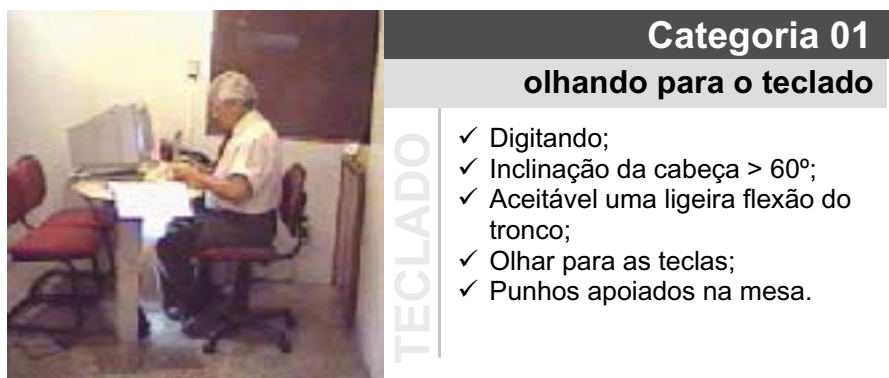 Categoria 01
olhando para o teclado
TECLADO
✓ Digitando;
✓ Inclinação da cabeça > 60º;
✓ Aceitável uma ligeira flexão do
tronco;
✓ Olhar para as teclas;
✓ Punhos apoiados na mesa.